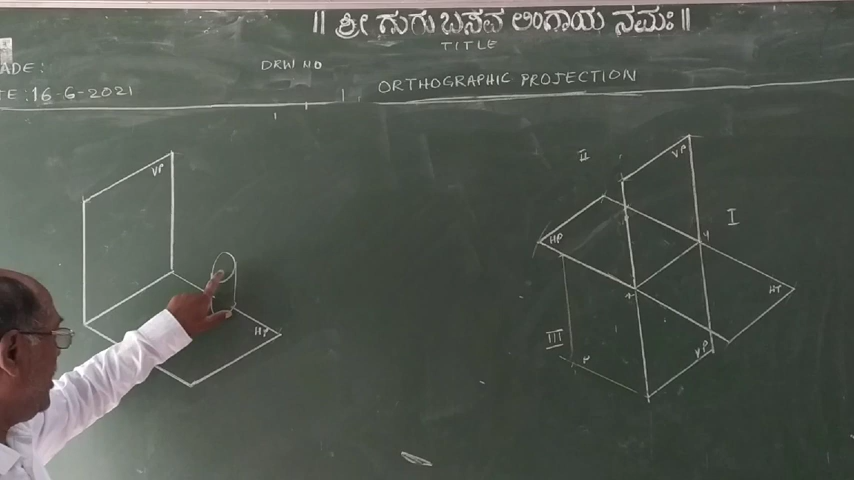 ॥ ಶ್ರೀ ಗುರು ಬಸವ ಲಿಂಗಾಯ ನಮಃ ॥
TITLE
ADE:
DRW NO
ORTHOGRAPHIC PROJECTION
TE: 16-6-2021
VP
II
VP
I
HP
HP
III
VP
HP